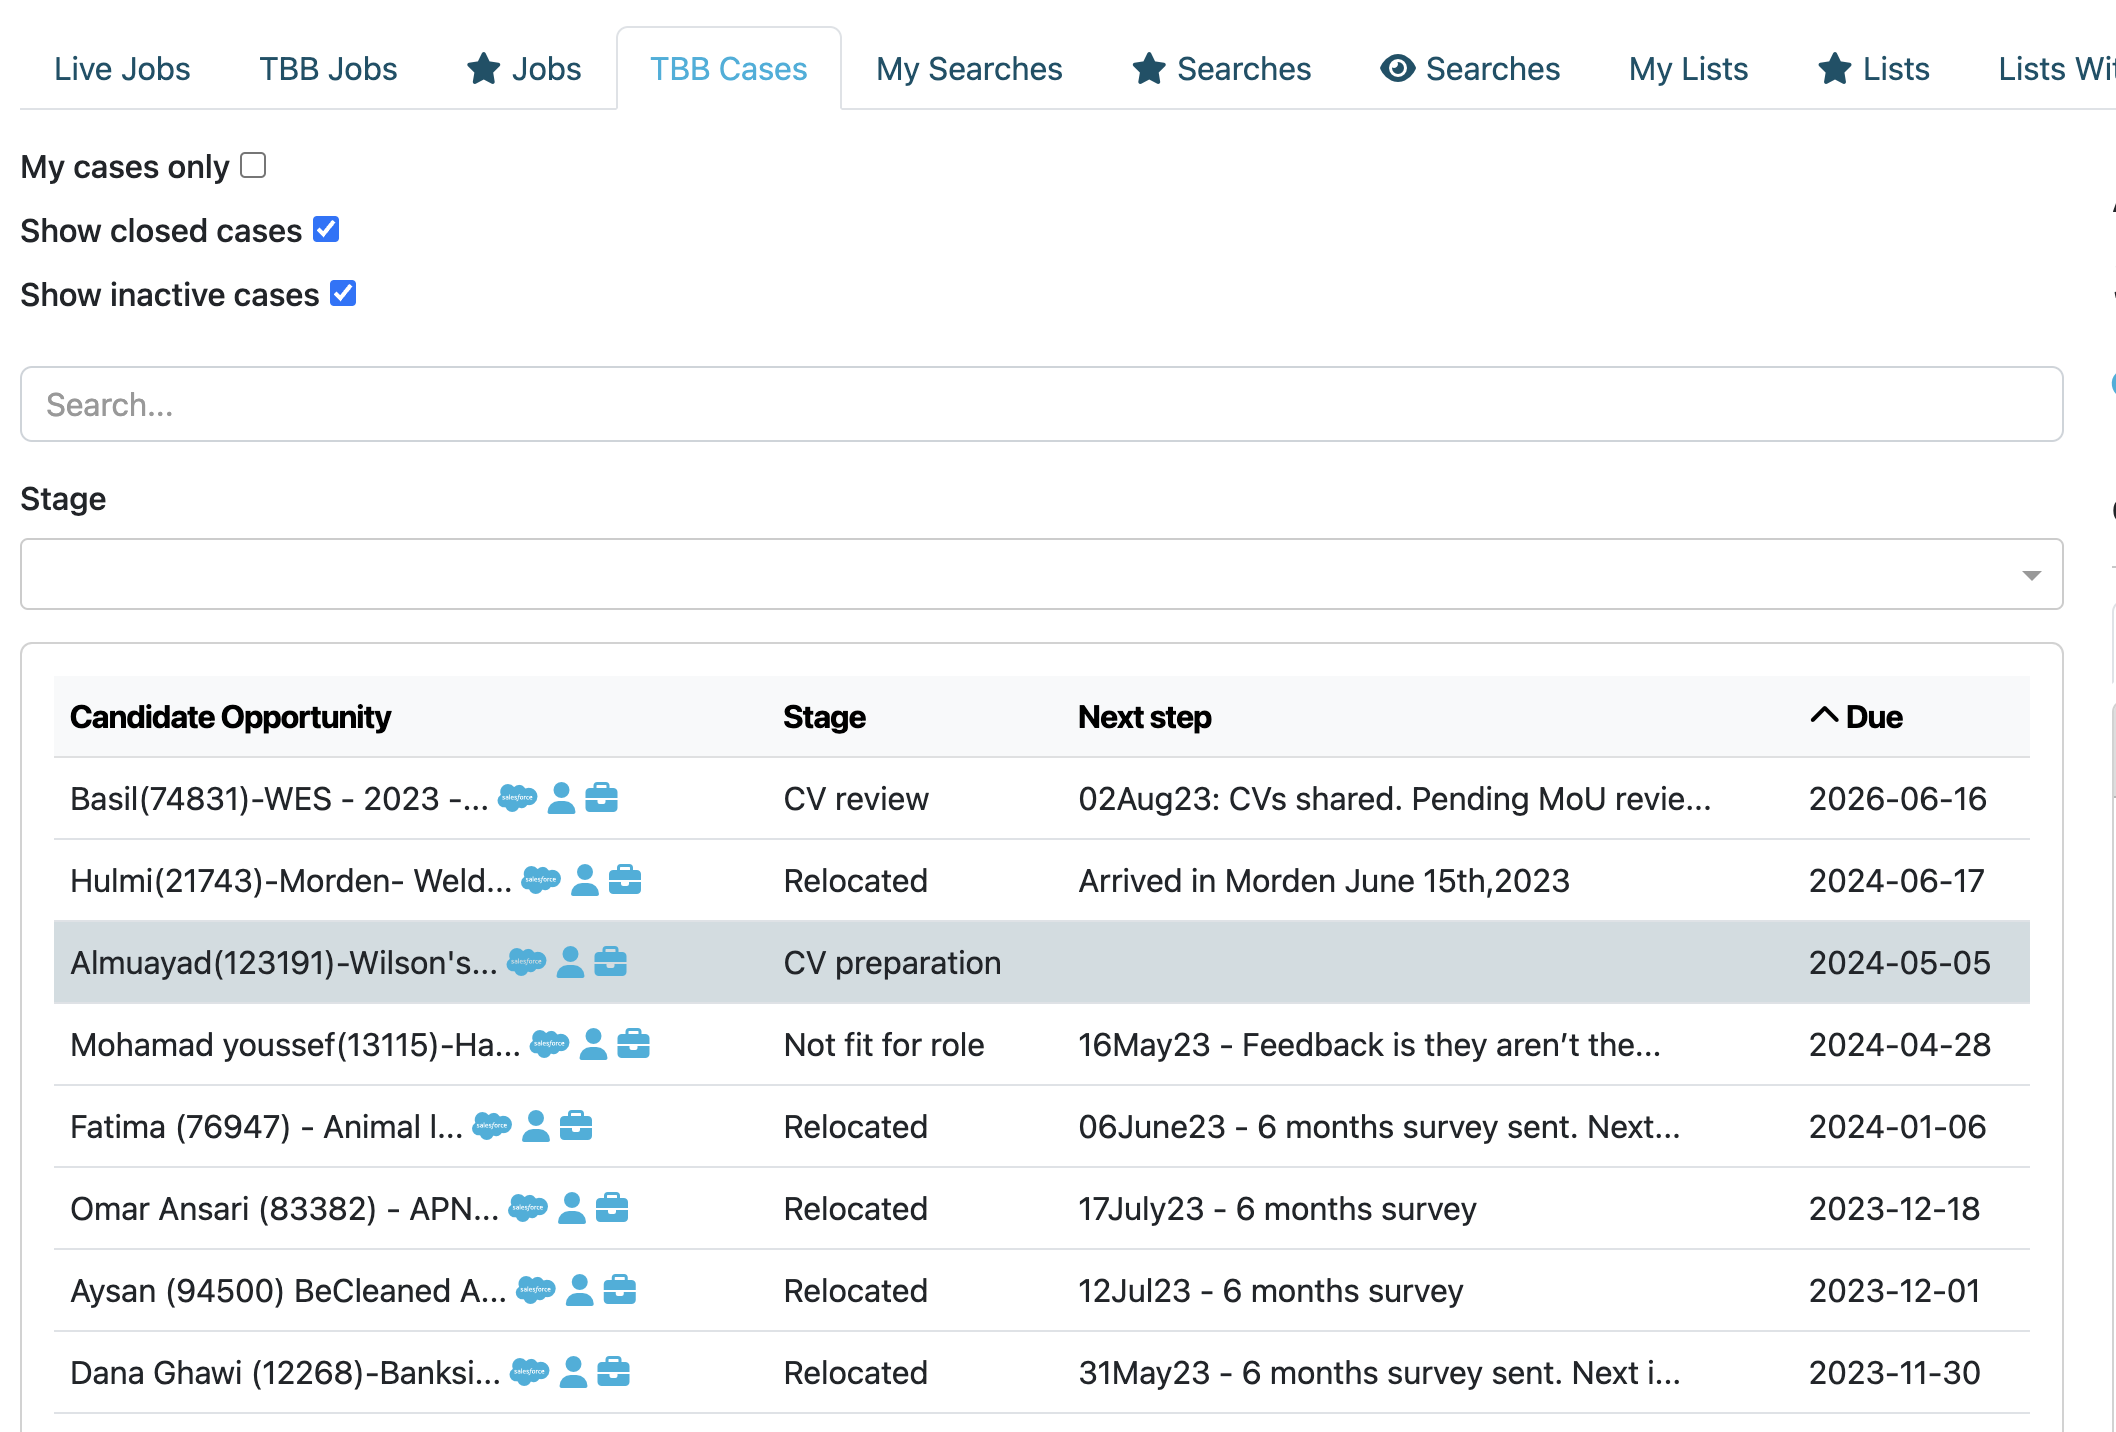 Live Jobs TBB Jobs Jobs TBB Cases My Searches Searches Searches My Lists Lists Lists Wit
My cases only
Show closed cases
Show inactive cases
Search...
Stage
Candidate Opportunity Stage Next step Due
Basil(74831)-WES - 2023 -... salesforce CV review 02Aug23: CVs shared. Pending MoU revie... 2026-06-16
Hulmi(21743)-Morden- Weld... salesforce Relocated Arrived in Morden June 15th,2023 2024-06-17
Almuayad(123191)-Wilson's... salesforce CV preparation 2024-05-05
Mohamad youssef(13115)-Ha... salesforce Not fit for role 16May23 - Feedback is they aren’t the... 2024-04-28
Fatima (76947) - Animal l... salesforce Relocated 06June23 - 6 months survey sent. Next... 2024-01-06
Omar Ansari (83382) - APN... salesforce Relocated 17July23 - 6 months survey 2023-12-18
Aysan (94500) BeCleaned A... salesforce Relocated 12Jul23 - 6 months survey 2023-12-01
Dana Ghawi (12268)-Banksi... salesforce Relocated 31May23 - 6 months survey sent. Next i... 2023-11-30